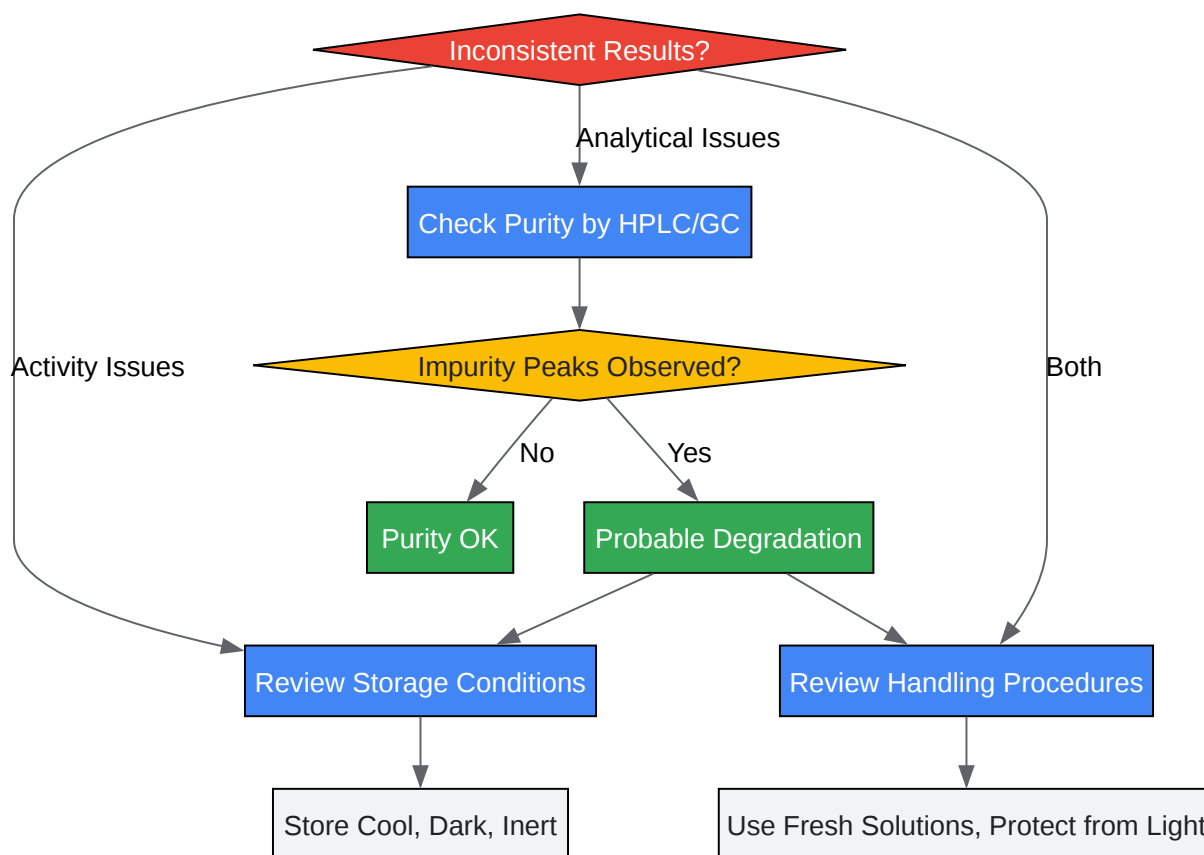 Inconsistent Results?
Analytical Issues
Check Purity by HPLC/GC
Activity Issues
Impurity Peaks Observed?
Both
No
Yes
Purity OK
Probable Degradation
Review Storage Conditions
Review Handling Procedures
Store Cool, Dark, Inert
Use Fresh Solutions, Protect from Light